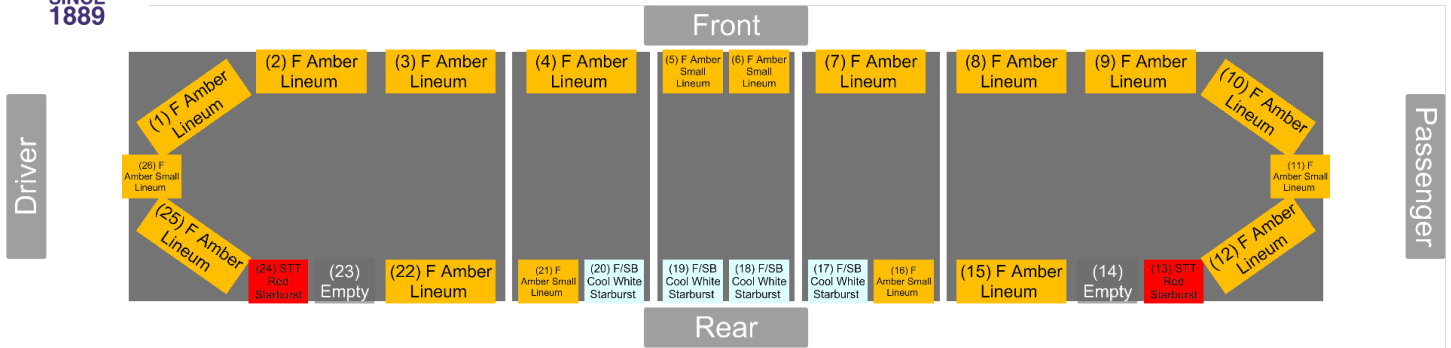 1889
Front
(2) F Amber
Lineum
(3) F Amber
Lineum
(4) F Amber
Lineum
(5) F Amber
Small
Lineum
(6) F Amber
Small
Lineum
(7) F Amber
Lineum
(8) F Amber
Lineum
(9) F Amber
Lineum
(1) F Amber
Lineum
(10) F Amber
Lineum
Driver
(26) F
Amber Small
Lineum
(11) F
Amber Small
Lineum
Passenger
(25) F Amber
Lineum
(12) F Amber
Lineum
(24) STT
Red
Starburst
(23)
Empty
(22) F Amber
Lineum
(21) F
Amber Small
Lineum
(20) F/SB
Cool White
Starburst
(19) F/SB
Cool White
Starburst
(18) F/SB
Cool White
Starburst
(17) F/SB
Cool White
Starburst
(16) F
Amber Small
Lineum
(15) F Amber
Lineum
(14)
Empty
(13) STT
Red
Starburst
Rear